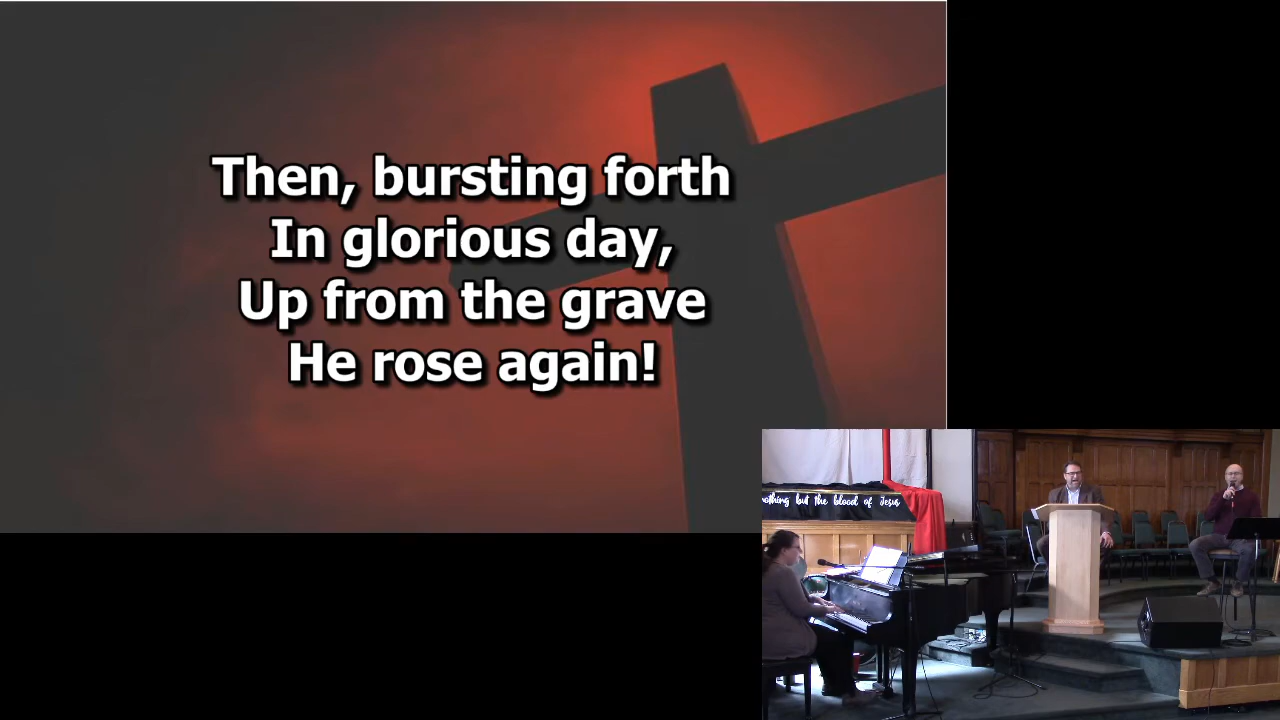 Then, bursting forth
In glorious day,
Up from the grave
He rose again!
nothing but the blood of Jesus